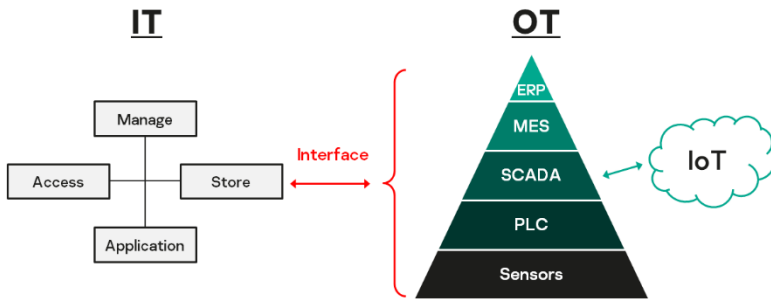 IT
OT
Manage
Access
Store
Application
Interface
ERP
MES
SCADA
PLC
Sensors
IoT